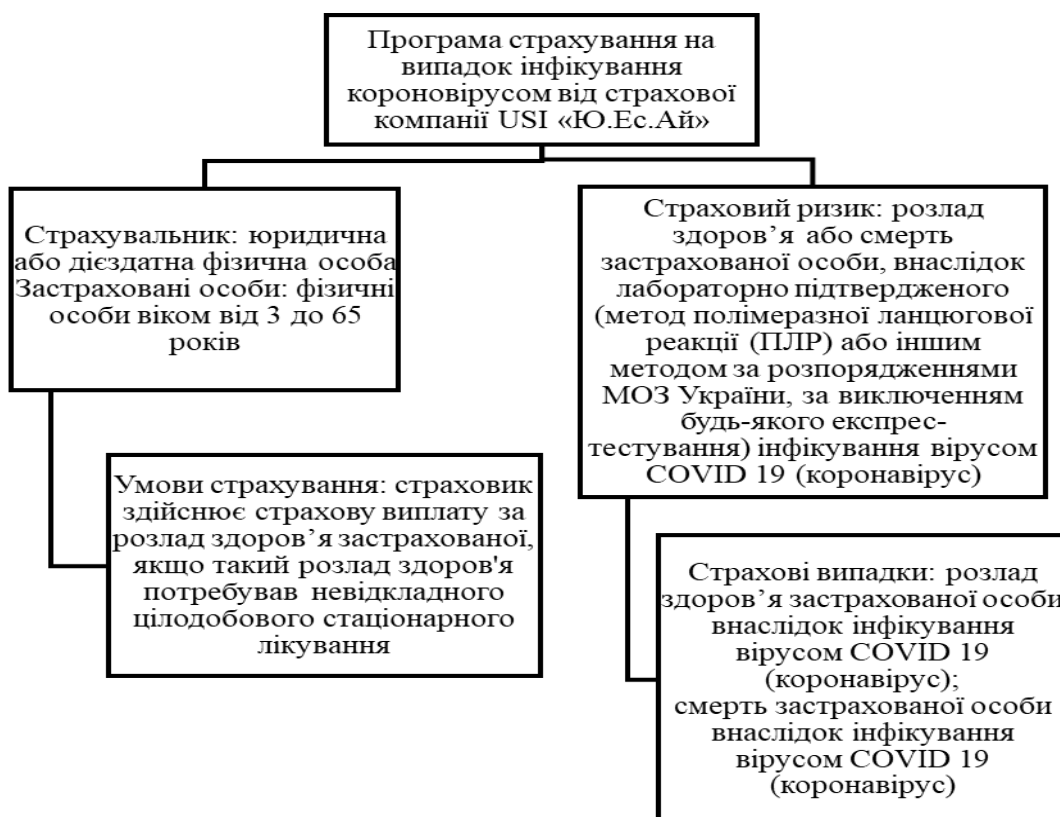 Програма страхування на
випадок інфікування
короновірусом від страхової
компанії USI «Ю.Ес.Ай»
Страхувальник: юридична
або дієздатна фізична особа
Застраховані особи: фізичні
особи віком від 3 до 65
років
Умови страхування: страховик
здійснює страхову виплату за
розлад здоров’я застрахованої,
якщо такий розлад здоров'я
потребував невідкладного
цілодобового стаціонарного
лікування
Страховий ризик: розлад
здоров’я або смерть
застрахованої особи, внаслідок
лабораторно підтвердженого
(метод полімеразної ланцюгової
реакції (ПЛР) або іншим
методом за розпорядженнями
МОЗ України, за виключенням
будь-якого експрес-
тестування) інфікування вірусом
COVID 19 (коронавірус)
Страхові випадки: розлад
здоров’я застрахованої особи
внаслідок інфікування
вірусом COVID 19
(коронавірус);
смерть застрахованої особи
внаслідок інфікування
вірусом COVID 19
(коронавірус)